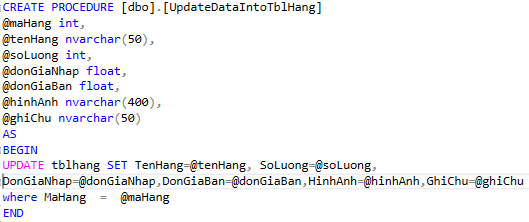 CREATE PROCEDURE [dbo].[UpdateDataIntoTblHang]
@maHang int,
@tenHang nvarchar(50),
@soLuong int,
@donGiaNhap float,
@donGiaBan float,
@hinhAnh nvarchar(400),
@ghiChu nvarchar(50)
AS
BEGIN
UPDATE tblhang SET TenHang=@tenHang, SoLuong=@soLuong,
DonGiaNhap=@donGiaNhap,DonGiaBan=@donGiaBan,HinhAnh=@hinhAnh,GhiChu=@ghiChu
where MaHang  =  @maHang
END